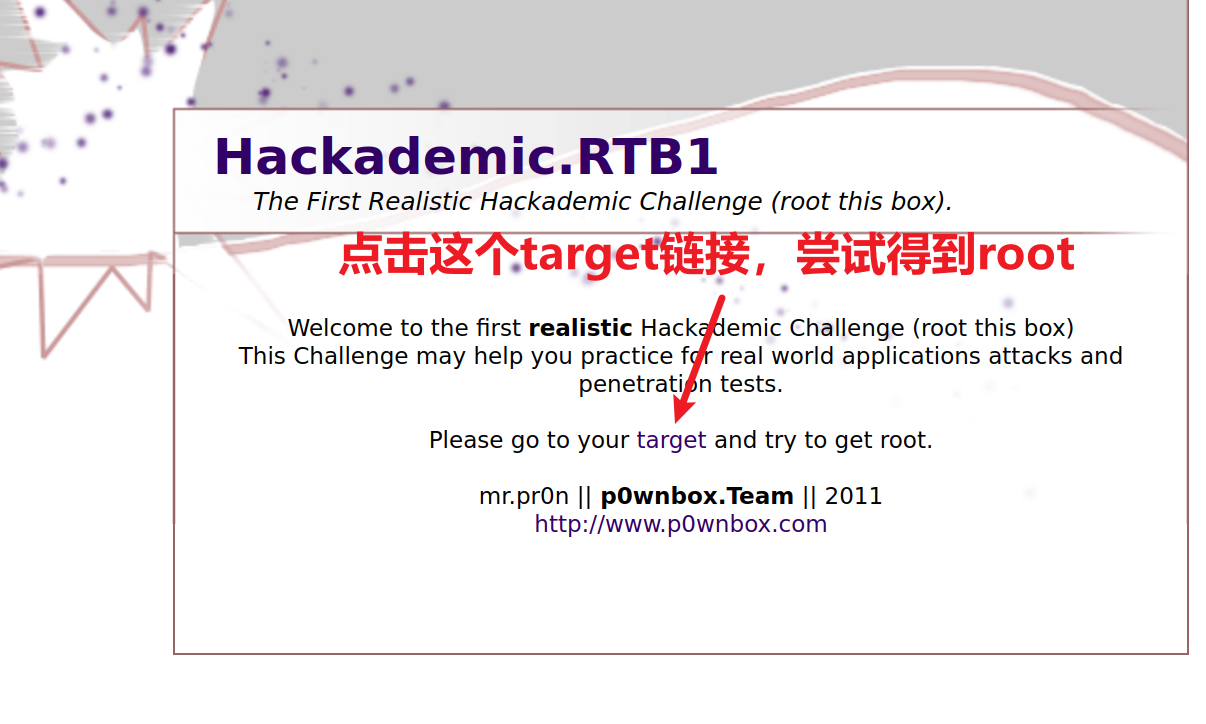 Hackademic.RTB1
The First Realistic Hackademic Challenge (root this box).
点击这个target链接，尝试得到root
Welcome to the first realistic Hackademic Challenge (root this box)
This Challenge may help you practice for real world applications attacks and
penetration tests.
Please go to your target and try to get root.
mr.pr0n || p0wnbox.Team || 2011
http://www.p0wnbox.com